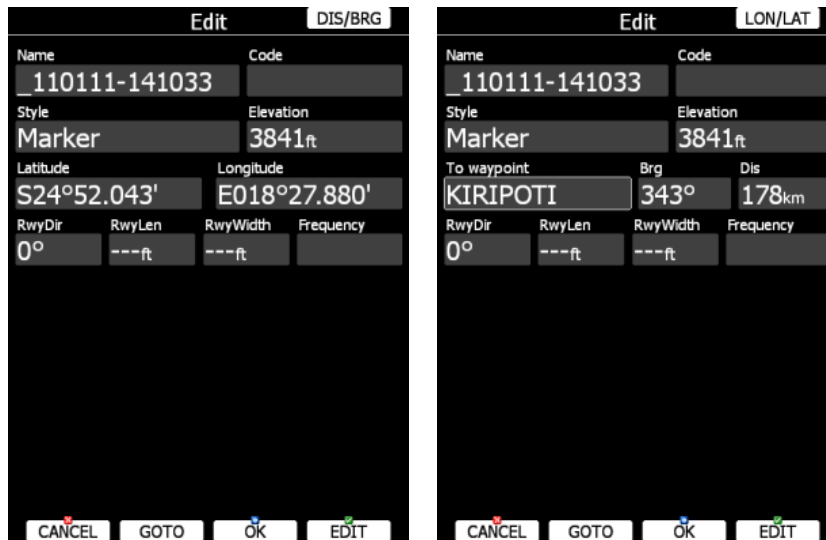 Edit DIS/BRG
Name Code
_110111-141033
Style Elevation
Marker 3841ft
Latitude Longitude
S24°52.043' E018°27.880'
RwyDir RwyLen RwyWidth Frequency
0° ---ft ---ft
CANCEL GOTO OK EDIT
Edit LON/LAT
Name Code
_110111-141033
Style Elevation
Marker 3841ft
To waypoint Brg Dis
KIRIPOTI 343° 178km
RwyDir RwyLen RwyWidth Frequency
0° ---ft ---ft
CANCEL GOTO OK EDIT